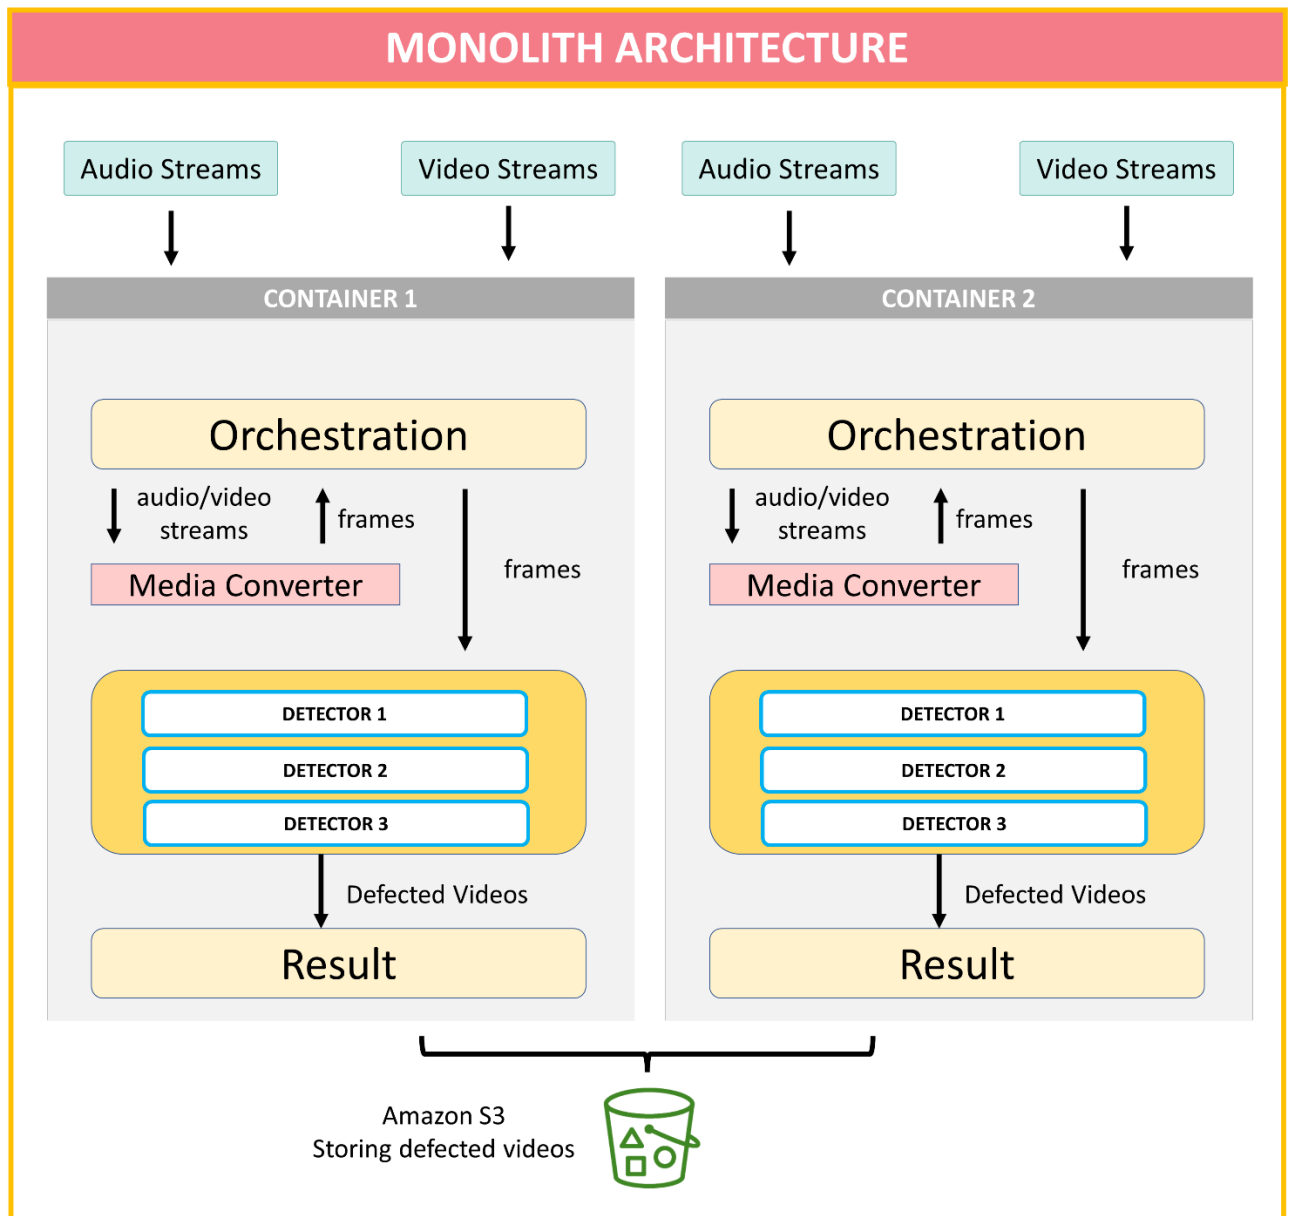 MONOLITH ARCHITECTURE
Audio Streams
Video Streams
Audio Streams
Video Streams
CONTAINER 1
Orchestration
audio/video
streams
frames
frames
Media Converter
DETECTOR 1
DETECTOR 2
DETECTOR 3
Defected Videos
Result
CONTAINER 2
Orchestration
audio/video
streams
frames
frames
Media Converter
DETECTOR 1
DETECTOR 2
DETECTOR 3
Defected Videos
Result
Amazon S3
Storing defected videos